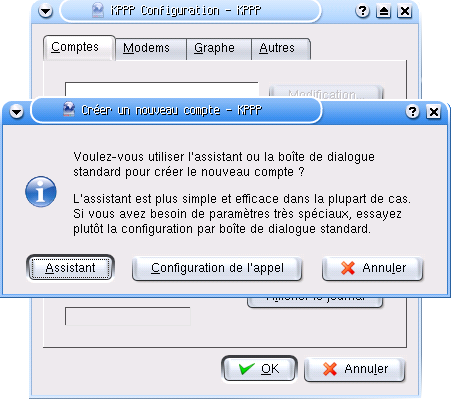 KPPP Configuration - KPPP
Comptes Modems Graphe Autres
Modification...
Créer un nouveau compte - KPPP
Voulez-vous utiliser l'assistant ou la boîte de dialogue
standard pour créer le nouveau compte ?
L'assistant est plus simple et efficace dans la plupart de cas.
Si vous avez besoin de paramètres très spéciaux, essayez
plutôt la configuration par boîte de dialogue standard.
Assistant Configuration de l'appel Annuler
Afficher le journal
OK Annuler